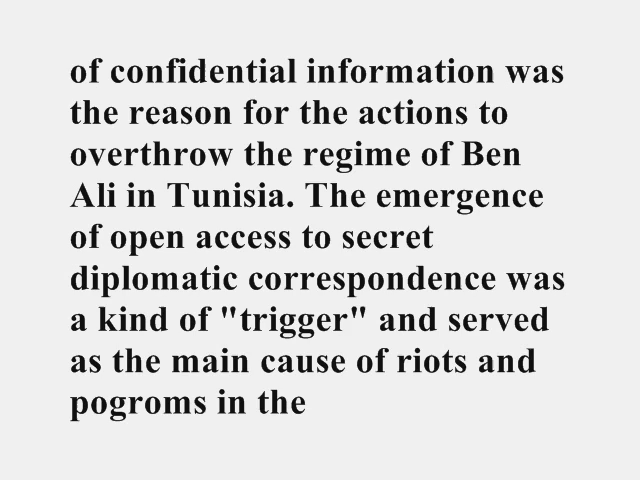 of confidential information was
the reason for the actions to
overthrow the regime of Ben
Ali in Tunisia. The emergence
of open access to secret
diplomatic correspondence was
a kind of "trigger" and served
as the main cause of riots and
pogroms in the